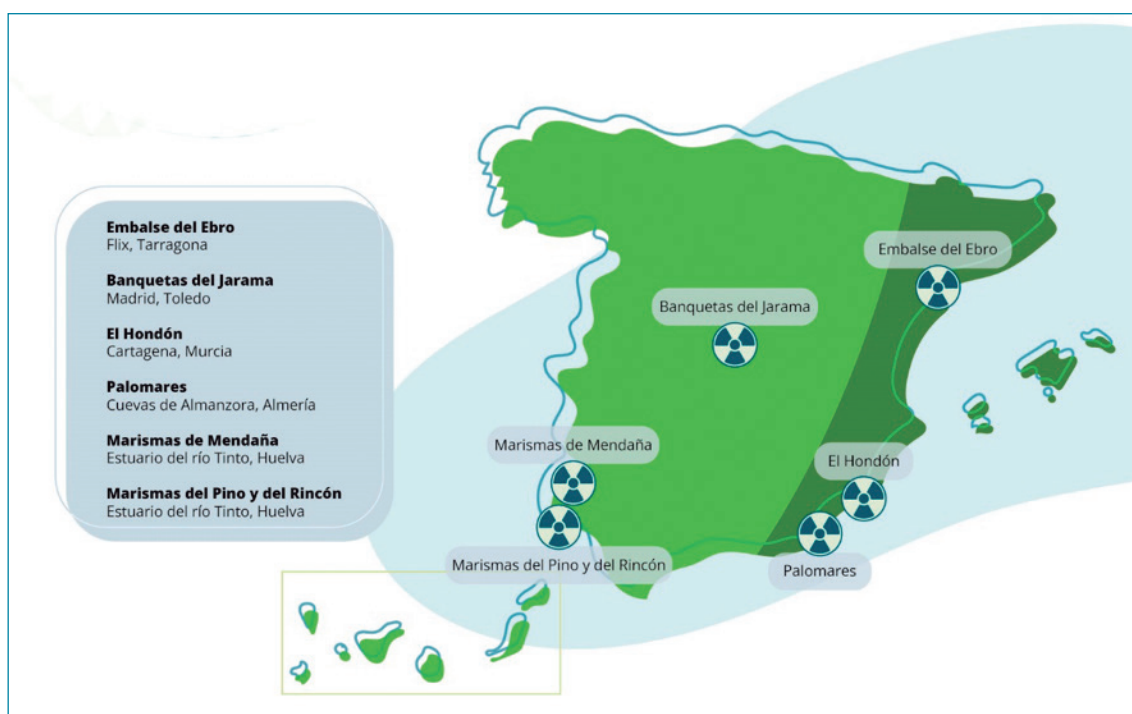 Embalse del Ebro
Flix, Tarragona
Banquetas del Jarama
Madrid, Toledo
El Hondón
Cartagena, Murcia
Palomares
Cuevas de Almanzora, Almería
Marismas de Mendaña
Estuario del río Tinto, Huelva
Marismas del Pino y del Rincón
Estuario del río Tinto, Huelva
Embalse del Ebro
Banquetas del Jarama
Marismas de Mendaña
El Hondón
Marismas del Pino y del Rincón
Palomares